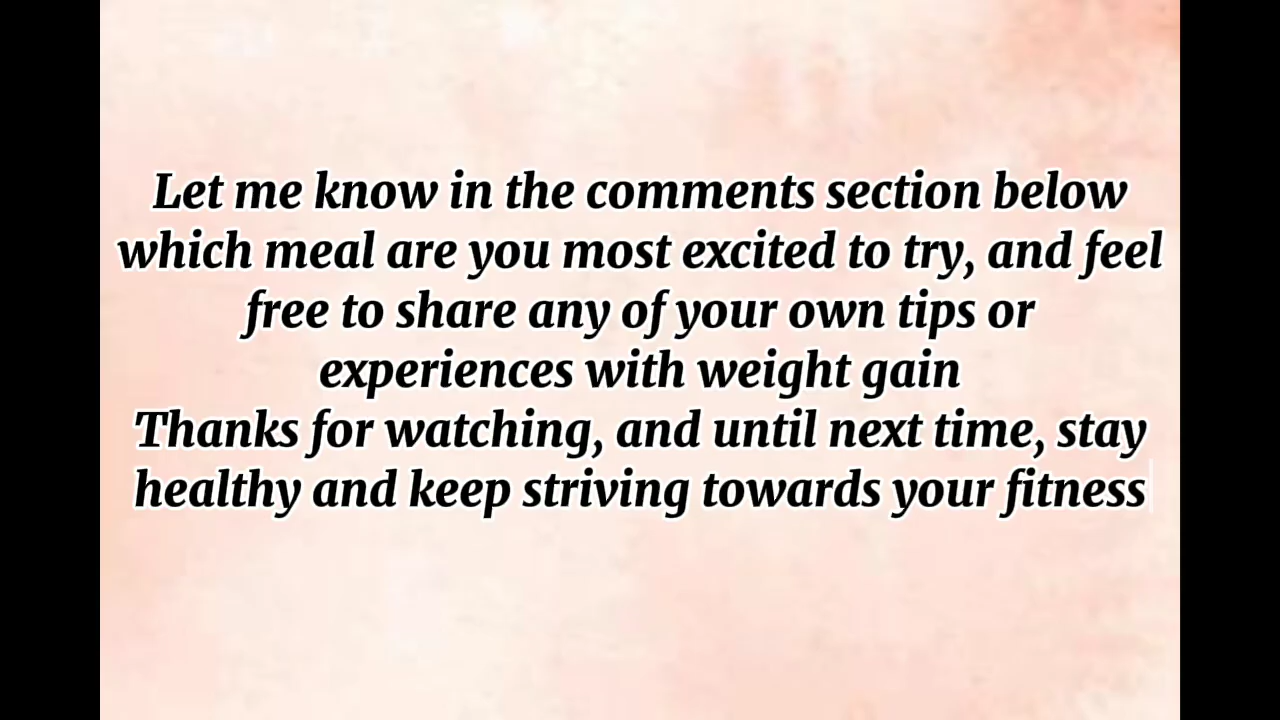 Let me know in the comments section below
which meal are you most excited to try, and feel
free to share any of your own tips or
experiences with weight gain
Thanks for watching, and until next time, stay
healthy and keep striving towards your fitness